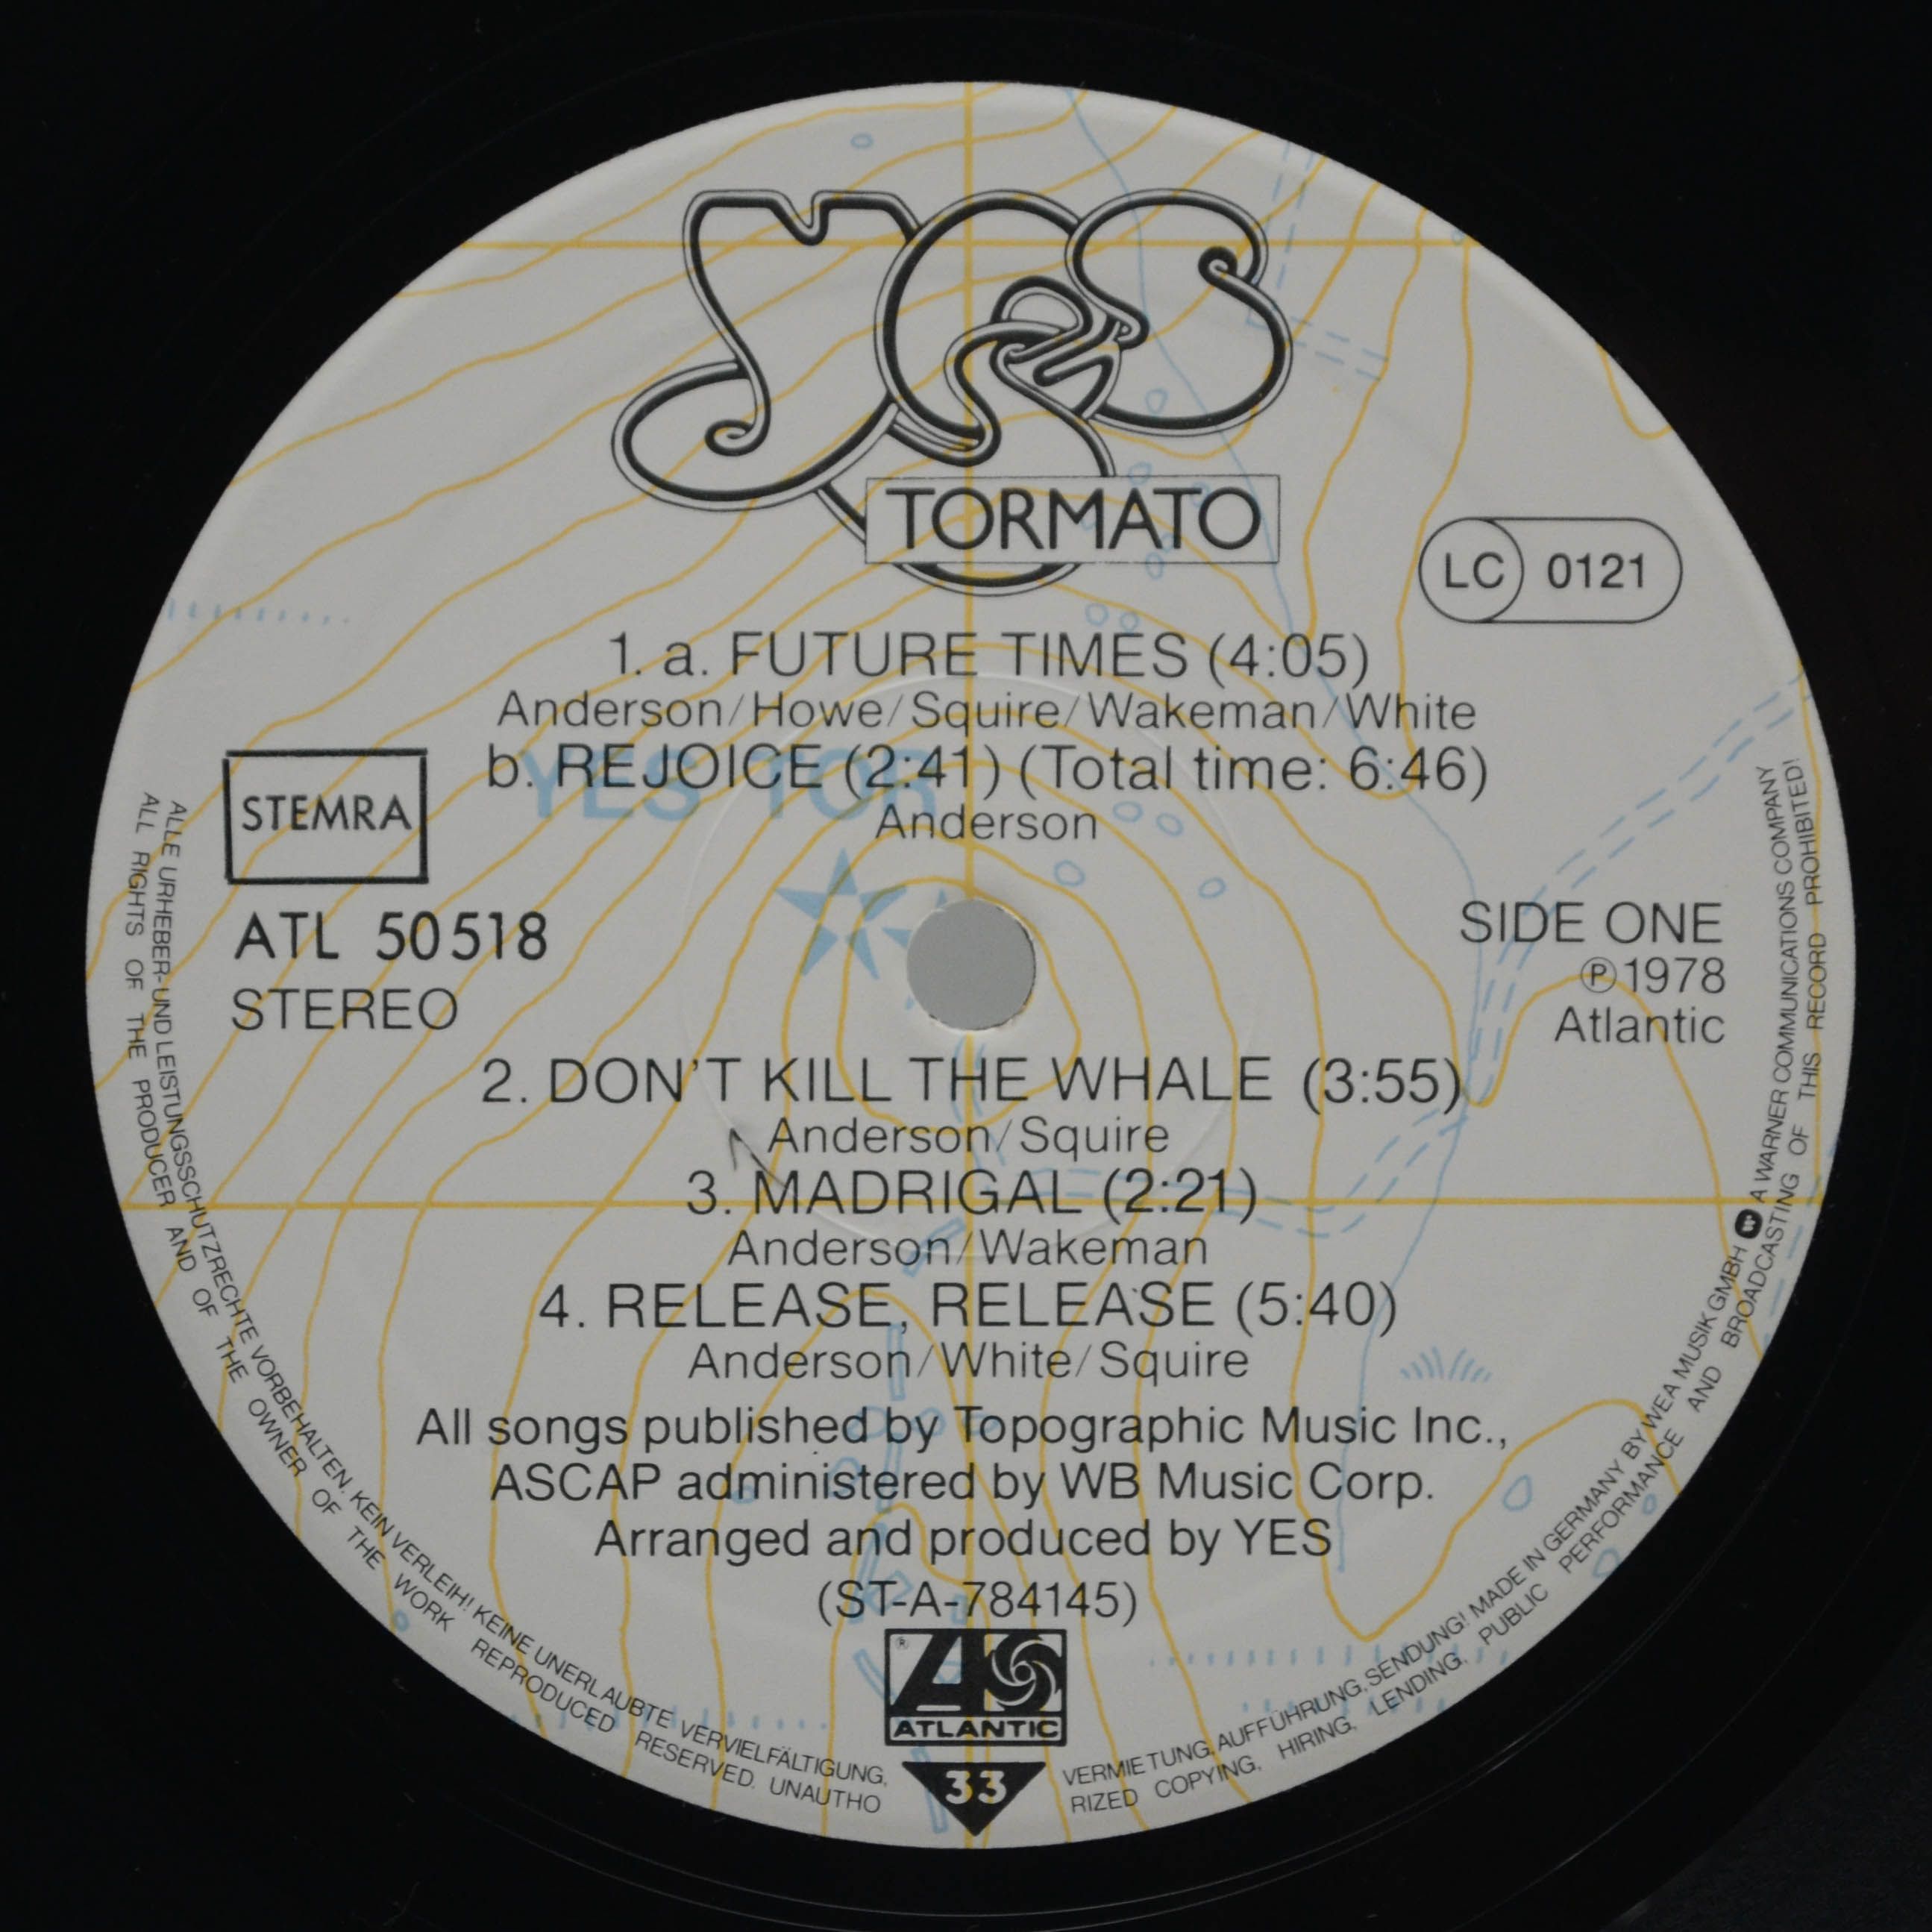 YES
TORMATO
LC 0121
1. a. FUTURE TIMES (4:05)
Anderson/Howe/Squire/Wakeman/White
b. REJOICE (2:41) (Total time: 6:46)
Anderson
YES TOR
STEMRA
ATL 50518
STEREO
SIDE ONE
℗1978
Atlantic
2. DON'T KILL THE WHALE (3:55)
Anderson/Squire
3. MADRIGAL (2:21)
Anderson/Wakeman
4. RELEASE, RELEASE (5:40)
Anderson/White/Squire
All songs published by Topographic Music Inc.,
ASCAP administered by WB Music Corp.
Arranged and produced by YES
(ST-A-784145)
®
ATLANTIC
33
ALLE URHEBER-UND LEISTUNGSSCHUTZRECHTE VORBEHALTEN. KEIN VERLEIH! KEINE UNERLAUBTE VERVIELFÄLTIGUNG, VERMIETUNG, AUFFÜHRUNG, SENDUNG! MADE IN GERMANY BY WEA MUSIK GMBH A WARNER COMMUNICATIONS COMPANY
ALL RIGHTS OF THE PRODUCER AND OF THE OWNER OF THE WORK REPRODUCED RESERVED. UNAUTHORIZED COPYING, HIRING, LENDING, PUBLIC PERFORMANCE AND BROADCASTING OF THIS RECORD PROHIBITED!